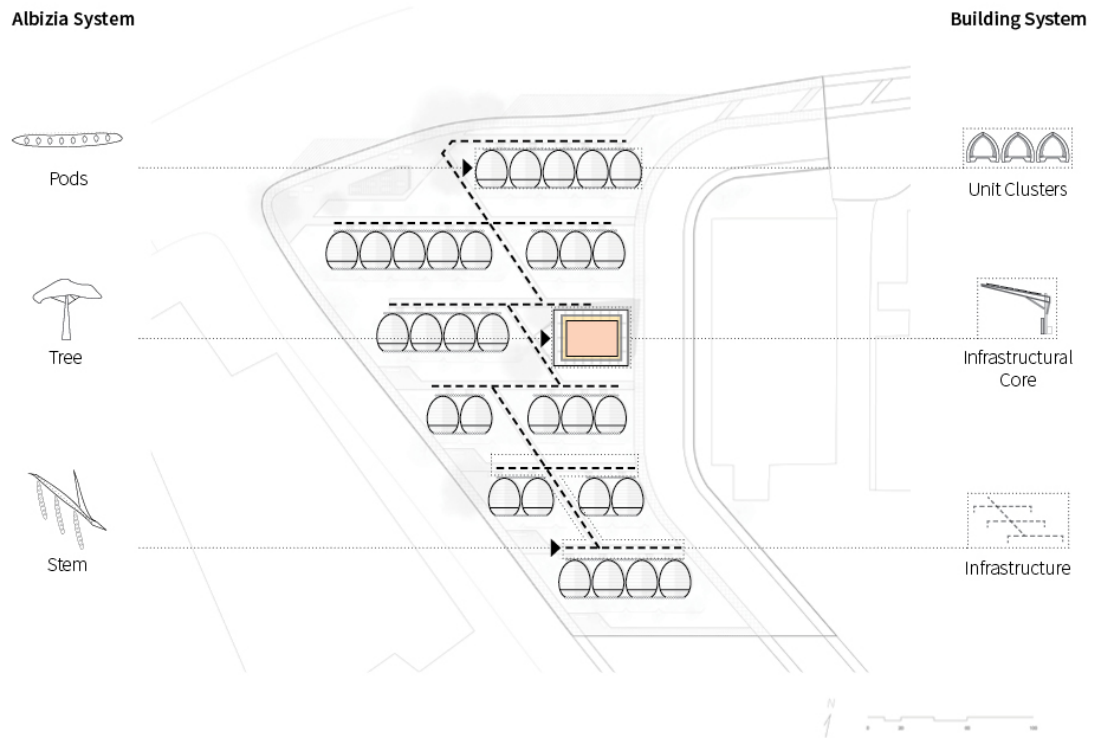 Albizia System
Building System
Pods
Unit Clusters
Tree
Infrastructural
Core
Stem
Infrastructure
N